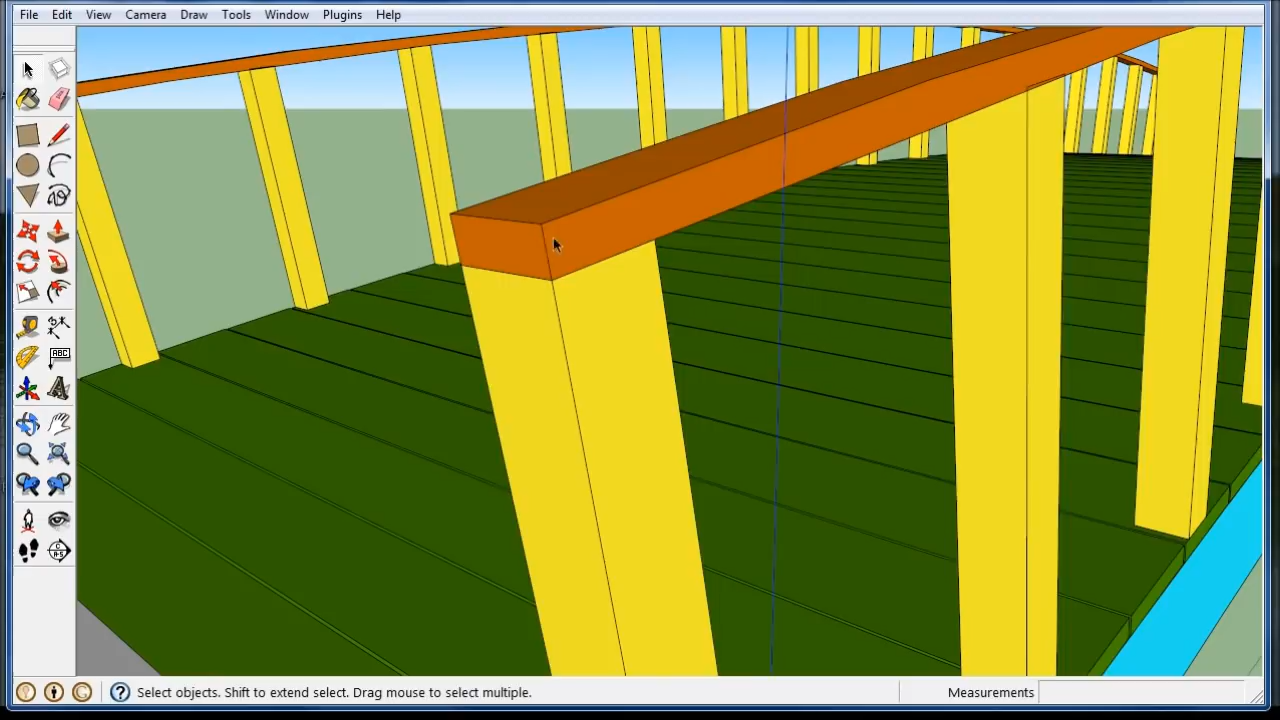 File Edit View Camera Draw Tools Window Plugins Help
ABC
Select objects. Shift to extend select. Drag mouse to select multiple.
Measurements